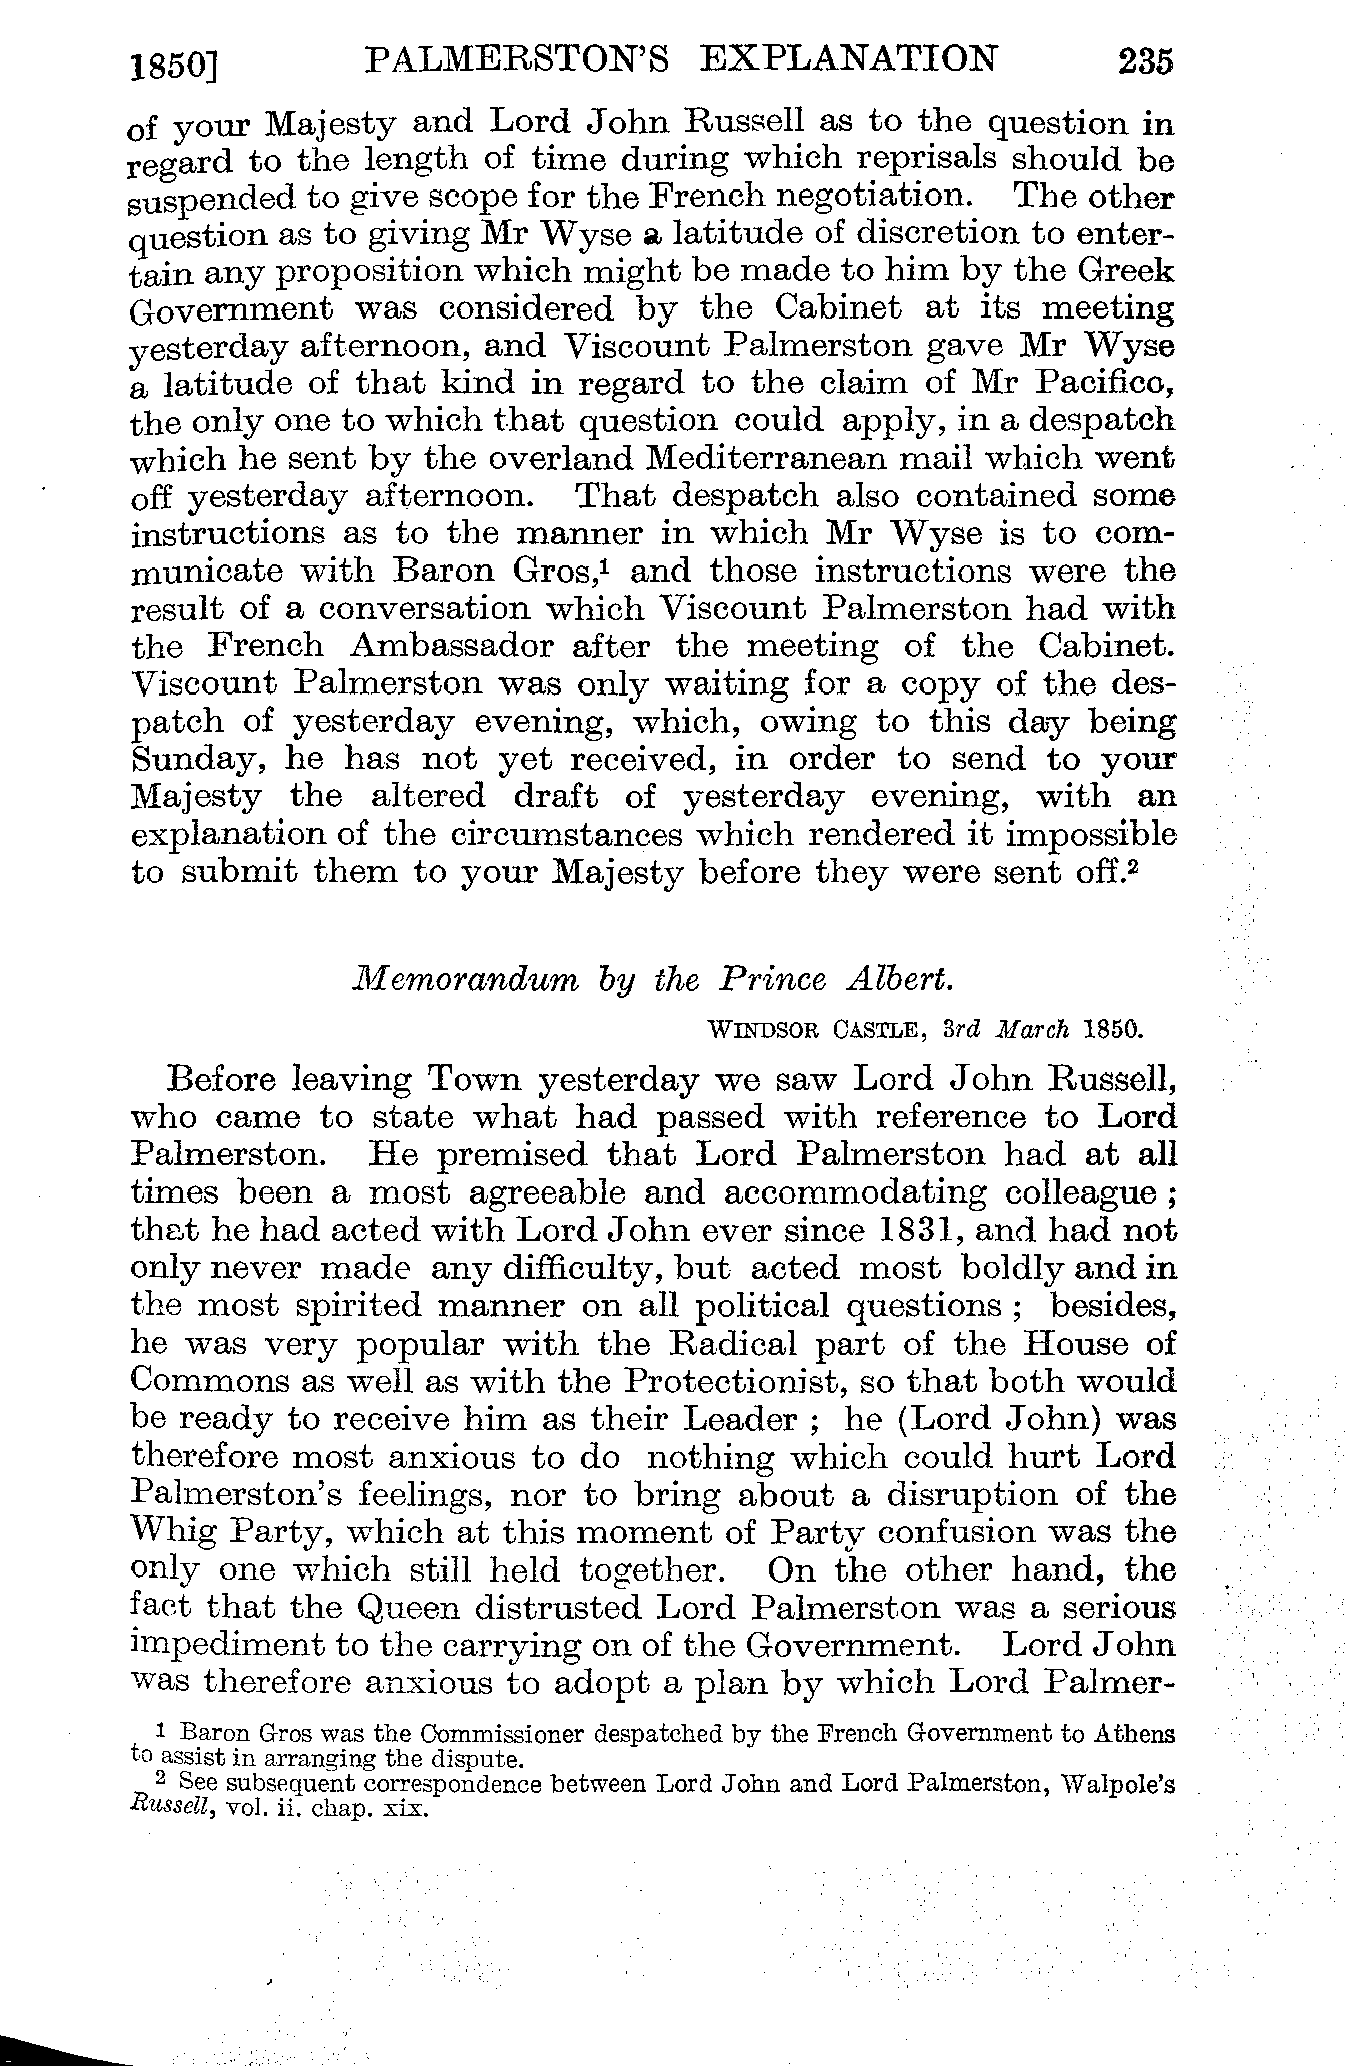 1850] PALMERSTON'S EXPLANATION 235
of your Majesty and Lord John Russell as to the question in
regard to the length of time during which reprisals should be
suspended to give scope for the French negotiation. The other
question as to giving Mr Wyse a latitude of discretion to enter-
tain any proposition which might be made to him by the Greek
Government was considered by the Cabinet at its meeting
yesterday afternoon, and Viscount Palmerston gave Mr Wyse
a latitude of that kind in regard to the claim of Mr Pacifico,
the only one to which that question could apply, in a despatch
which he sent by the overland Mediterranean mail which went
off yesterday afternoon. That despatch also contained some
instructions as to the manner in which Mr Wyse is to com-
municate with Baron Gros,¹ and those instructions were the
result of a conversation which Viscount Palmerston had with
the French Ambassador after the meeting of the Cabinet.
Viscount Palmerston was only waiting for a copy of the des-
patch of yesterday evening, which, owing to this day being
Sunday, he has not yet received, in order to send to your
Majesty the altered draft of yesterday evening, with an
explanation of the circumstances which rendered it impossible
to submit them to your Majesty before they were sent off.²
Memorandum by the Prince Albert.
WINDSOR CASTLE, 3rd March 1850.
Before leaving Town yesterday we saw Lord John Russell,
who came to state what had passed with reference to Lord
Palmerston. He premised that Lord Palmerston had at all
times been a most agreeable and accommodating colleague ;
that he had acted with Lord John ever since 1831, and had not
only never made any difficulty, but acted most boldly and in
the most spirited manner on all political questions ; besides,
he was very popular with the Radical part of the House of
Commons as well as with the Protectionist, so that both would
be ready to receive him as their Leader ; he (Lord John) was
therefore most anxious to do nothing which could hurt Lord
Palmerston's feelings, nor to bring about a disruption of the
Whig Party, which at this moment of Party confusion was the
only one which still held together. On the other hand, the
fact that the Queen distrusted Lord Palmerston was a serious
impediment to the carrying on of the Government. Lord John
was therefore anxious to adopt a plan by which Lord Palmer-
1 Baron Gros was the Commissioner despatched by the French Government to Athens
to assist in arranging the dispute.
2 See subsequent correspondence between Lord John and Lord Palmerston, Walpole's
Russell, vol. ii. chap. xix.